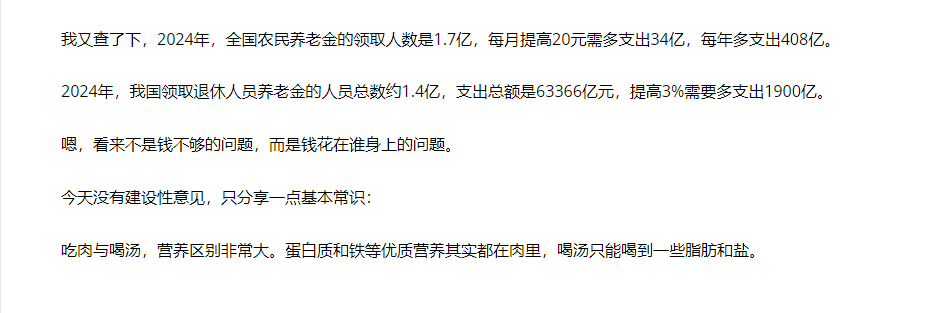 我又查了下，2024年，全国农民养老金的领取人数是1.7亿，每月提高20元需多支出34亿，每年多支出408亿。
2024年，我国领取退休人员养老金的人员总数约1.4亿，支出总额是63366亿元，提高3%需要多支出1900亿。
嗯，看来不是钱不够的问题，而是钱花在谁身上的问题。
今天没有建设性意见，只分享一点基本常识：
吃肉与喝汤，营养区别非常大。蛋白质和铁等优质营养其实都在肉里，喝汤只能喝到一些脂肪和盐。